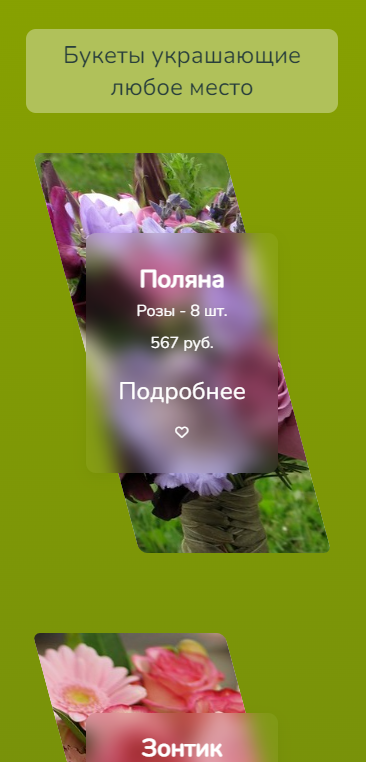 Букеты украшающие
любое место
Поляна
Розы - 8 шт.
567 руб.
Подробнее
Зонтик